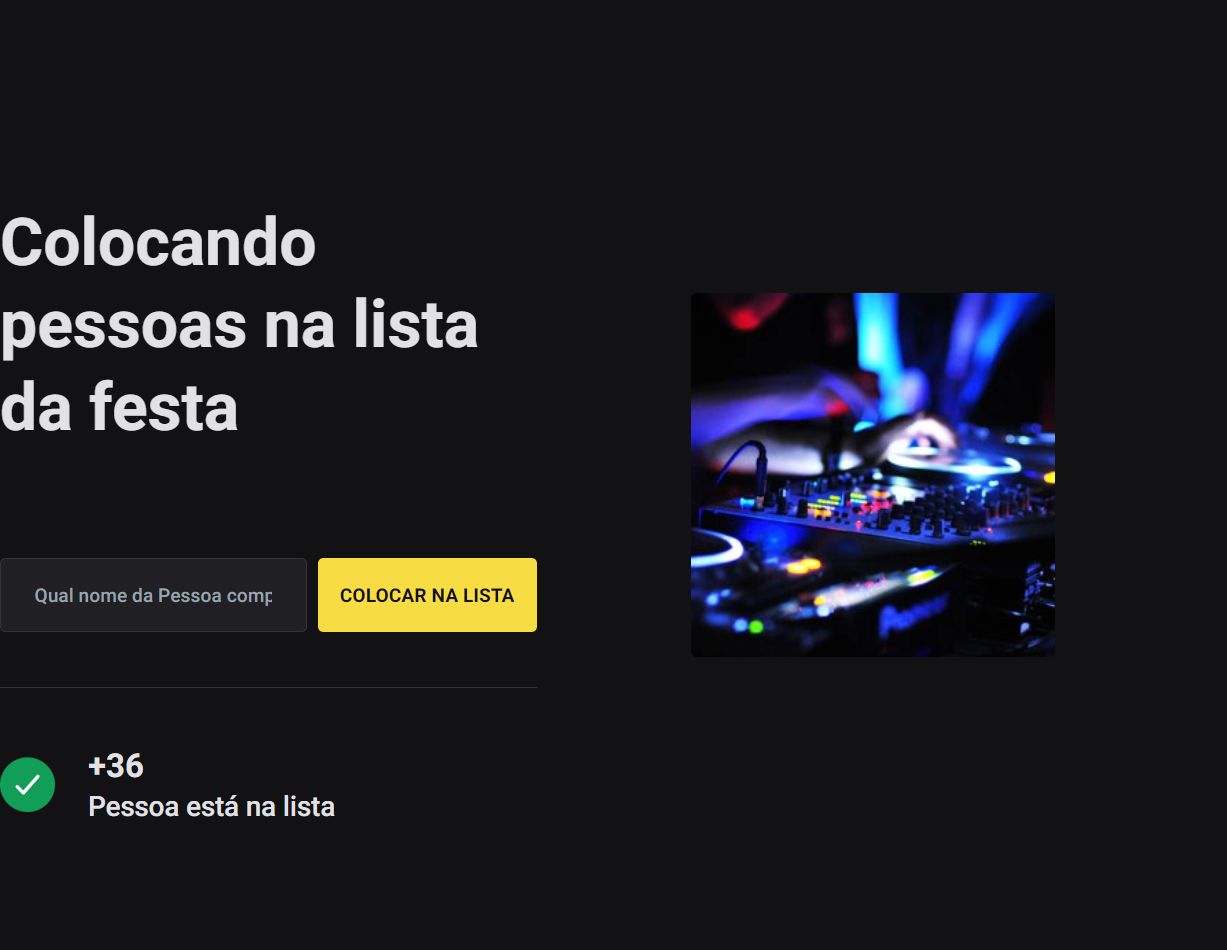 Colocando
pessoas na lista
da festa
Qual nome da Pessoa comp
COLOCAR NA LISTA
+36
Pessoa está na lista